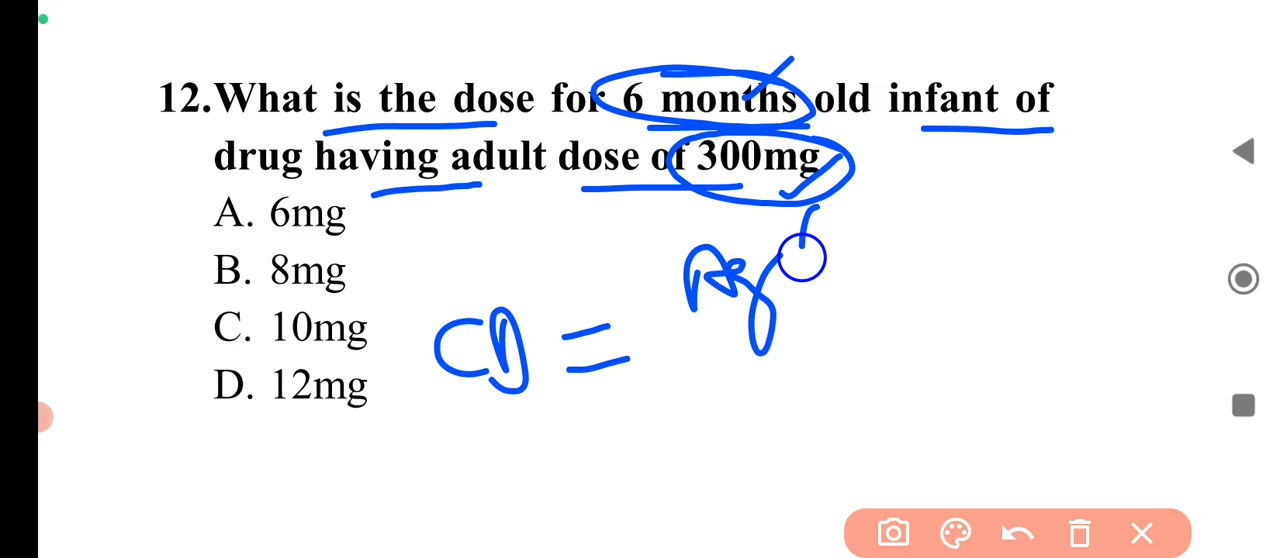 12.What is the dose for 6 months old infant of
drug having adult dose of 300mg
A. 6mg
B. 8mg
C. 10mg
D. 12mg
CD =